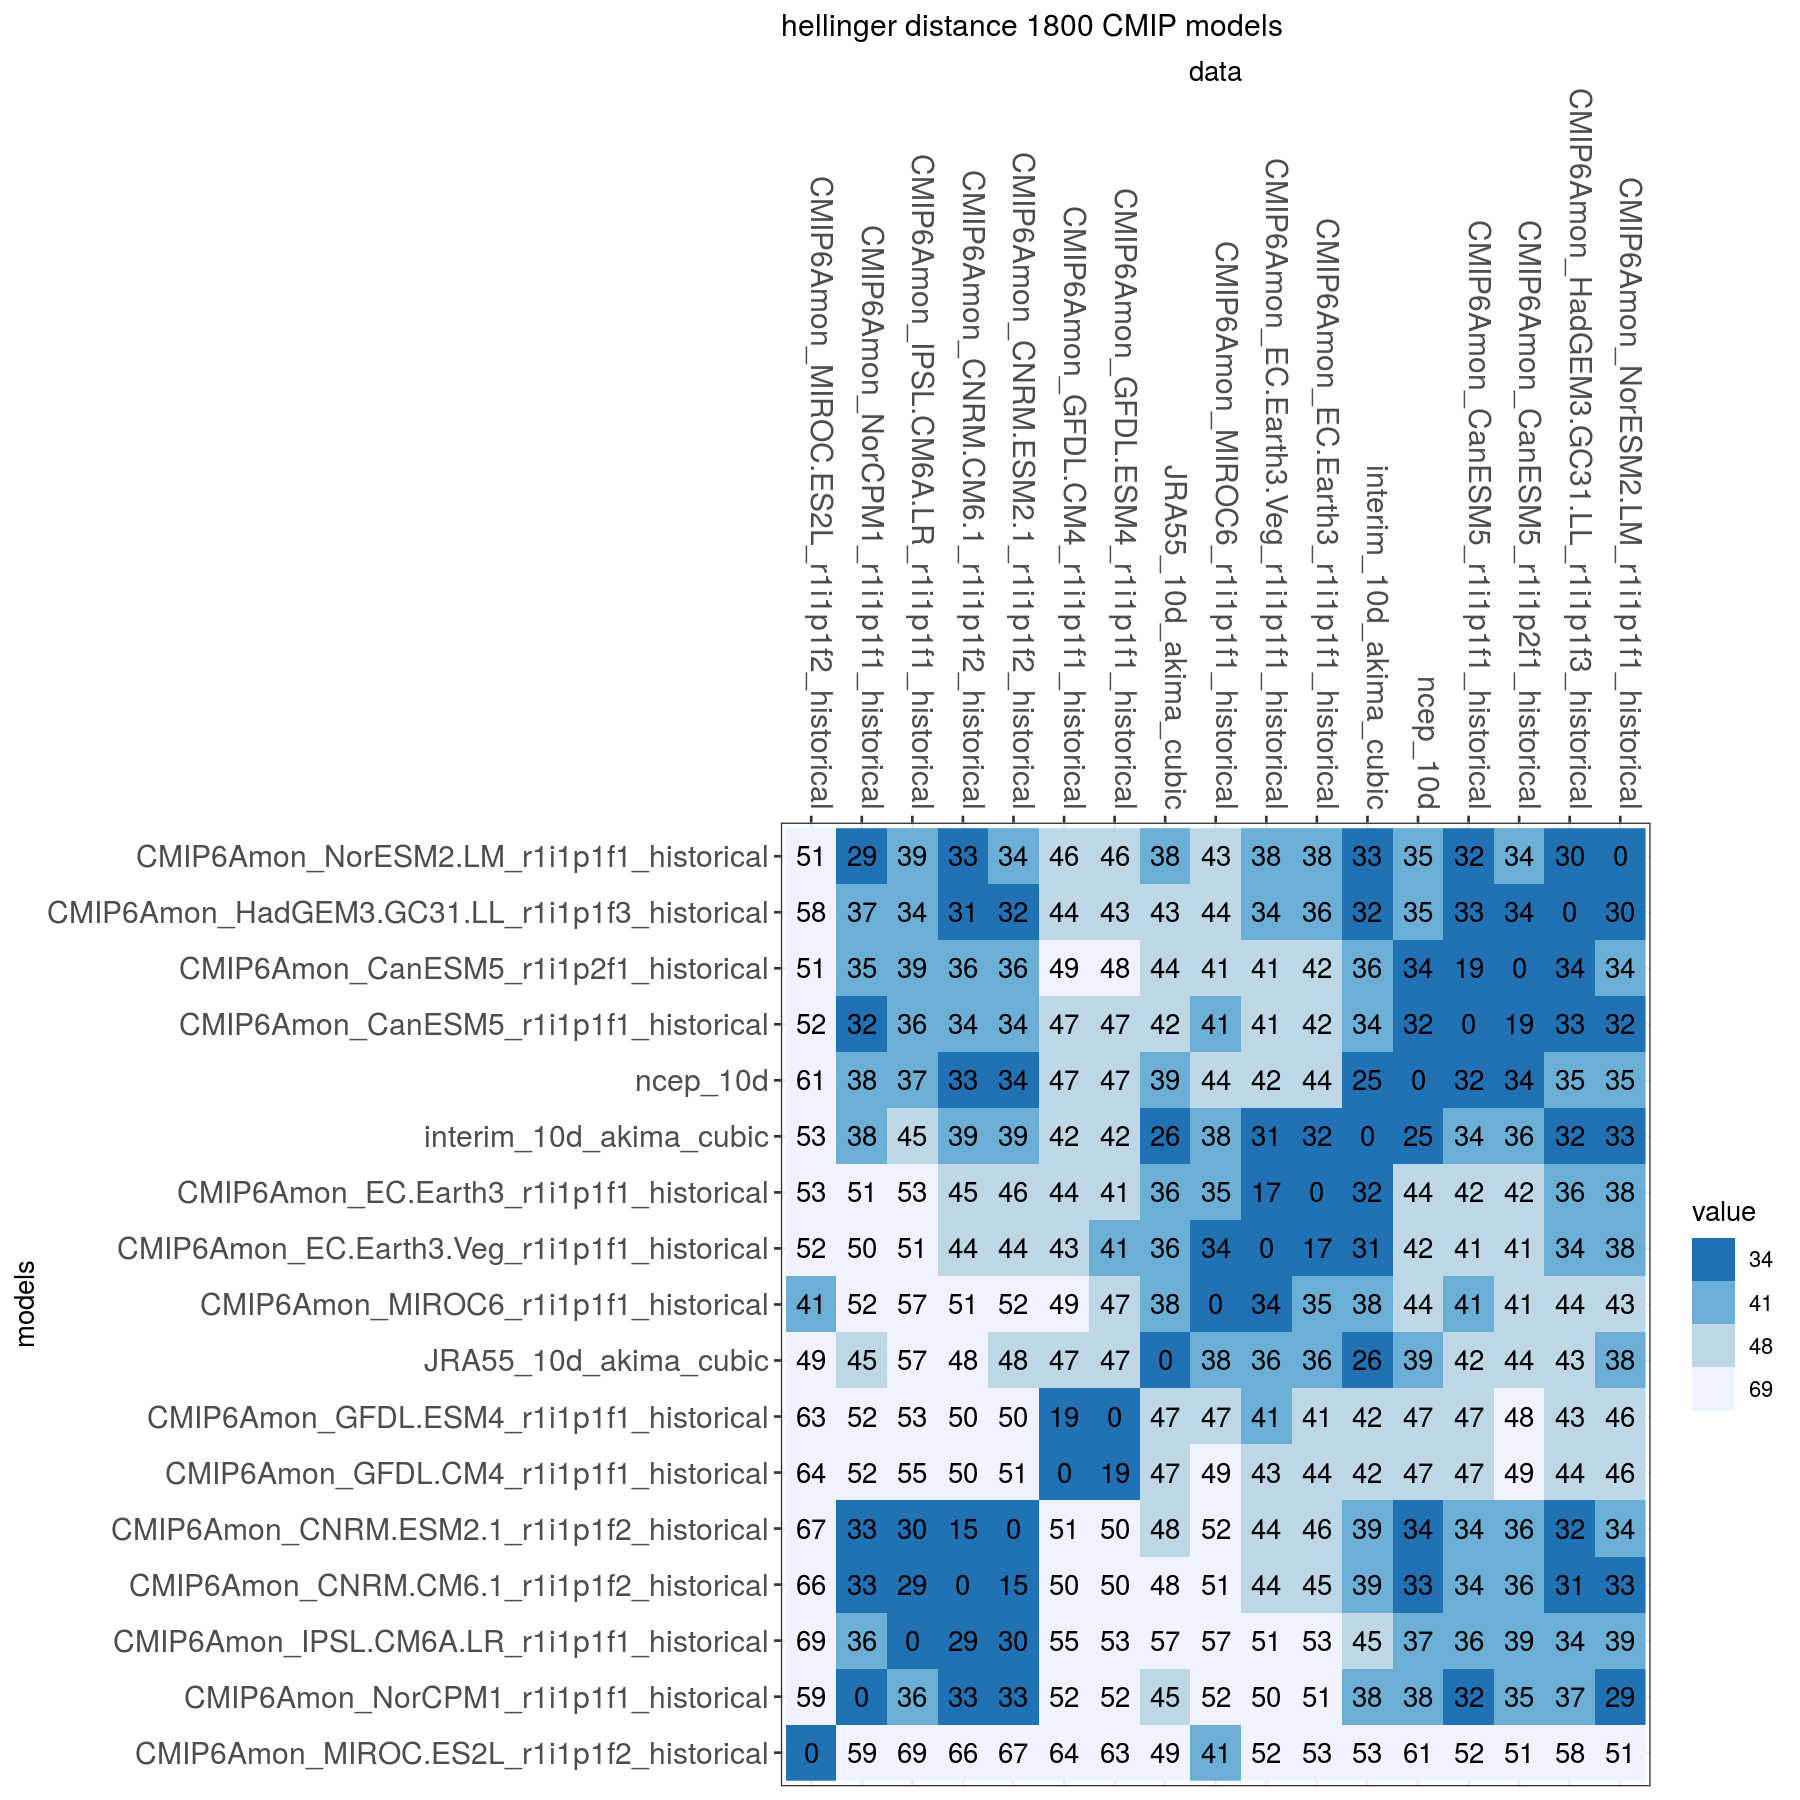 hellinger distance 1800 CMIP models
data
CMIP6Amon_MIROC.ES2L_r1i1p1f2_historical
CMIP6Amon_NorCPM1_r1i1p1f1_historical
CMIP6Amon_IPSL.CM6A.LR_r1i1p1f1_historical
CMIP6Amon_CNRM.CM6.1_r1i1p1f2_historical
CMIP6Amon_CNRM.ESM2.1_r1i1p1f2_historical
CMIP6Amon_GFDL.CM4_r1i1p1f1_historical
CMIP6Amon_GFDL.ESM4_r1i1p1f1_historical
JRA55_10d_akima_cubic
CMIP6Amon_MIROC6_r1i1p1f1_historical
CMIP6Amon_EC.Earth3.Veg_r1i1p1f1_historical
CMIP6Amon_EC.Earth3_r1i1p1f1_historical
interim_10d_akima_cubic
ncep_10d
CMIP6Amon_CanESM5_r1i1p1f1_historical
CMIP6Amon_CanESM5_r1i1p2f1_historical
CMIP6Amon_HadGEM3.GC31.LL_r1i1p1f3_historical
CMIP6Amon_NorESM2.LM_r1i1p1f1_historical
CMIP6Amon_NorESM2.LM_r1i1p1f1_historical 51 29 39 33 34 46 46 38 43 38 38 33 35 32 34 30 0
CMIP6Amon_HadGEM3.GC31.LL_r1i1p1f3_historical 58 37 34 31 32 44 43 43 44 34 36 32 35 33 34 0 30
CMIP6Amon_CanESM5_r1i1p2f1_historical 51 35 39 36 36 49 48 44 41 41 42 36 34 19 0 34 34
CMIP6Amon_CanESM5_r1i1p1f1_historical 52 32 36 34 34 47 47 42 41 41 42 34 32 0 19 33 32
ncep_10d 61 38 37 33 34 47 47 39 44 42 44 25 0 32 34 35 35
interim_10d_akima_cubic 53 38 45 39 39 42 42 26 38 31 32 0 25 34 36 32 33
CMIP6Amon_EC.Earth3_r1i1p1f1_historical 53 51 53 45 46 44 41 36 35 17 0 32 44 42 42 36 38
CMIP6Amon_EC.Earth3.Veg_r1i1p1f1_historical 52 50 51 44 44 43 41 36 34 0 17 31 42 41 41 34 38
CMIP6Amon_MIROC6_r1i1p1f1_historical 41 52 57 51 52 49 47 38 0 34 35 38 44 41 41 44 43
JRA55_10d_akima_cubic 49 45 57 48 48 47 47 0 38 36 36 26 39 42 44 43 38
CMIP6Amon_GFDL.ESM4_r1i1p1f1_historical 63 52 53 50 50 19 0 47 47 41 41 42 47 47 48 43 46
CMIP6Amon_GFDL.CM4_r1i1p1f1_historical 64 52 55 50 51 0 19 47 49 43 44 42 47 47 49 44 46
CMIP6Amon_CNRM.ESM2.1_r1i1p1f2_historical 67 33 30 15 0 51 50 48 52 44 46 39 34 34 36 32 34
CMIP6Amon_CNRM.CM6.1_r1i1p1f2_historical 66 33 29 0 15 50 50 48 51 44 45 39 33 34 36 31 33
CMIP6Amon_IPSL.CM6A.LR_r1i1p1f1_historical 69 36 0 29 30 55 53 57 57 51 53 45 37 36 39 34 39
CMIP6Amon_NorCPM1_r1i1p1f1_historical 59 0 36 33 33 52 52 45 52 50 51 38 38 32 35 37 29
CMIP6Amon_MIROC.ES2L_r1i1p1f2_historical 0 59 69 66 67 64 63 49 41 52 53 53 61 52 51 58 51
models
value
34
41
48
69